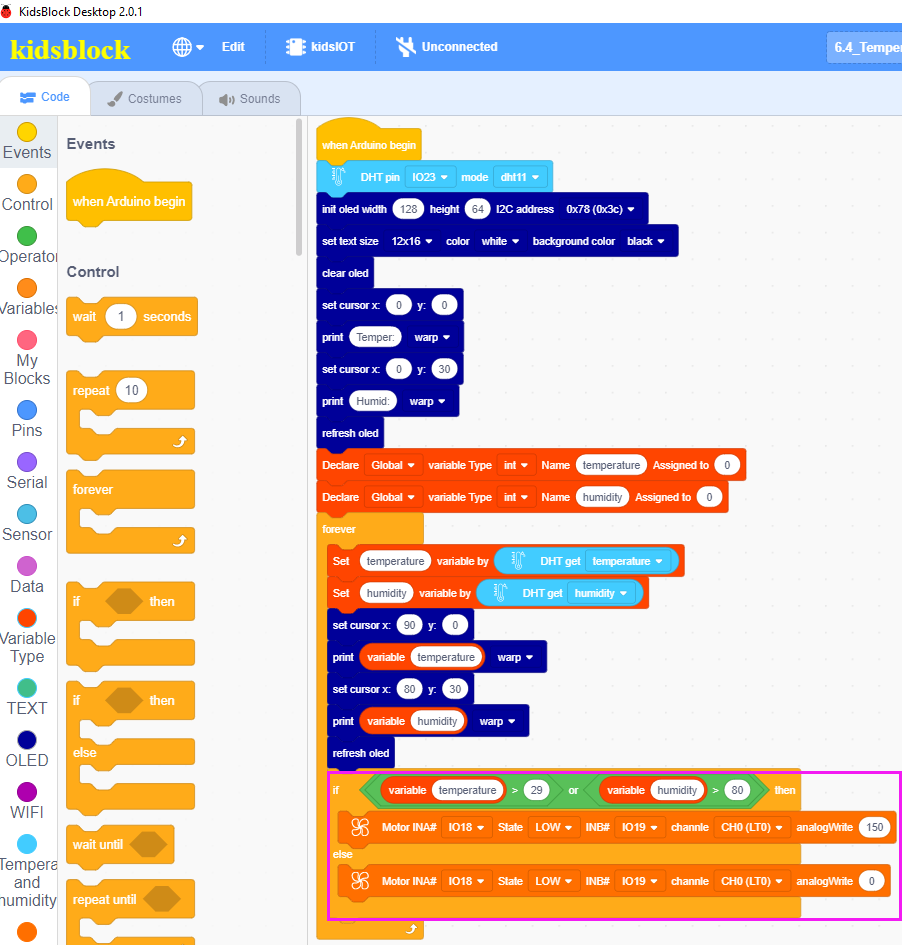 KidsBlock Desktop 2.0.1
kidsblock
Edit
kidsIOT
Unconnected
6.4_Temper
Code
Costumes
Sounds
Events
Control
Operator
Variables
My
Blocks
Pins
Serial
Sensor
Data
Variable
Type
TEXT
OLED
WIFI
Tempera
and
humidity
Events
when Arduino begin
Control
wait 1 seconds
repeat 10
forever
if then
if then
else
wait until
repeat until
when Arduino begin
DHT pin IO23 mode dht11
init oled width 128 height 64 I2C address 0x78 (0x3c)
set text size 12x16 color white background color black
clear oled
set cursor x: 0 y: 0
print Temper: warp
set cursor x: 0 y: 30
print Humid: warp
refresh oled
Declare Global variable Type int Name temperature Assigned to 0
Declare Global variable Type int Name humidity Assigned to 0
forever
Set temperature variable by DHT get temperature
Set humidity variable by DHT get humidity
set cursor x: 90 y: 0
print variable temperature warp
set cursor x: 80 y: 30
print variable humidity warp
refresh oled
if variable temperature > 29 or variable humidity > 80 then
Motor INA# IO18 State LOW INB# IO19 channle CH0 (LT0) analogWrite 150
else
Motor INA# IO18 State LOW INB# IO19 channle CH0 (LT0) analogWrite 0